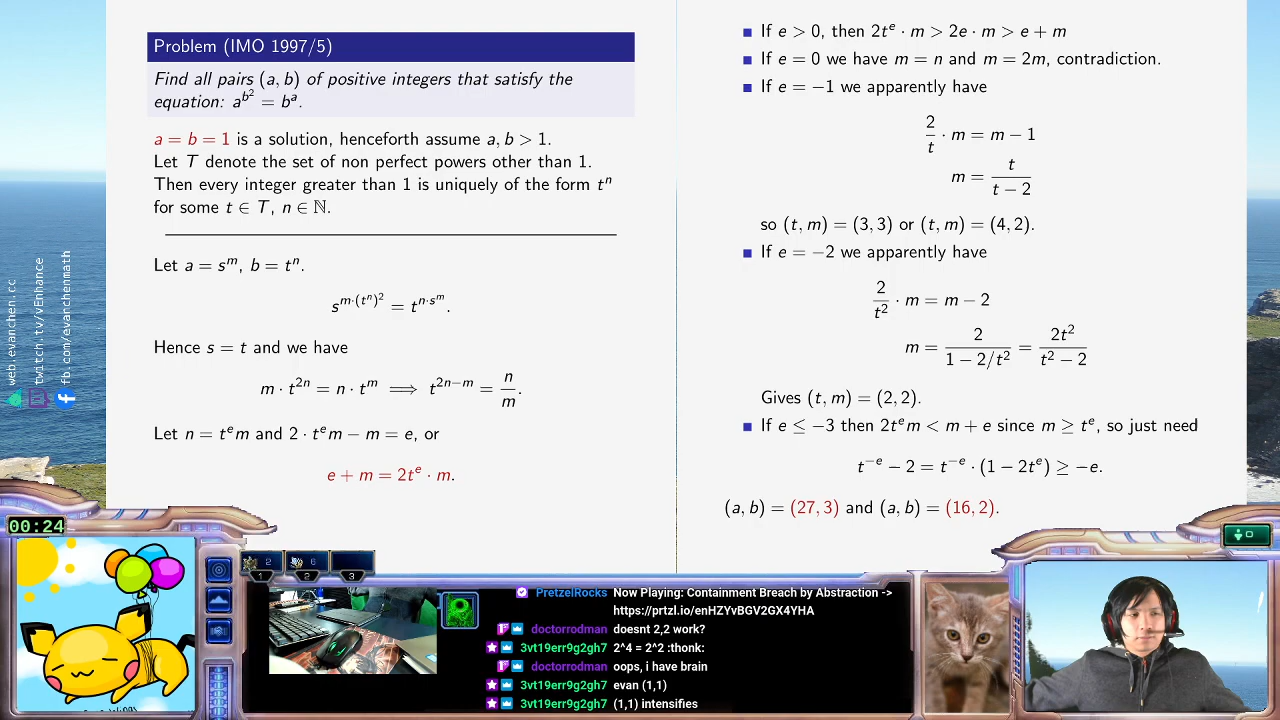 Problem (IMO 1997/5)
Find all pairs (a, b) of positive integers that satisfy the
equation: a^{b^2} = b^a.
a = b = 1 is a solution, henceforth assume a, b > 1.
Let T denote the set of non perfect powers other than 1.
Then every integer greater than 1 is uniquely of the form t^n
for some t ∈ T, n ∈ ℕ.
Let a = s^m, b = t^n.
s^{m·(t^n)^2} = t^{n·s^m}.
Hence s = t and we have
m · t^{2n} = n · t^m ⟹ t^{2n−m} = n/m.
Let n = t^e m and 2 · t^e m − m = e, or
e + m = 2t^e · m.
■ If e > 0, then 2t^e · m > 2e · m > e + m
■ If e = 0 we have m = n and m = 2m, contradiction.
■ If e = −1 we apparently have
2/t · m = m − 1
m = t/(t − 2)
so (t, m) = (3, 3) or (t, m) = (4, 2).
■ If e = −2 we apparently have
2/t^2 · m = m − 2
m = 2/(1 − 2/t^2) = 2t^2/(t^2 − 2)
Gives (t, m) = (2, 2).
■ If e ≤ −3 then 2t^e m < m + e since m ≥ t^e, so just need
t^{−e} − 2 = t^{−e} · (1 − 2t^e) ≥ −e.
(a, b) = (27, 3) and (a, b) = (16, 2).
web.evanchen.cc
twitch.tv/vEnhance
fb.com/evanchenmath
00:24
2
6
1
2
3
0
PretzelRocks Now Playing: Containment Breach by Abstraction ->
https://prtzl.io/enHZYvBGV2GX4YHA
doctorrodman doesnt 2,2 work?
3vt19err9g2gh7 2^4 = 2^2 :thonk:
doctorrodman oops, i have brain
3vt19err9g2gh7 evan (1,1)
3vt19err9g2gh7 (1,1) intensifies